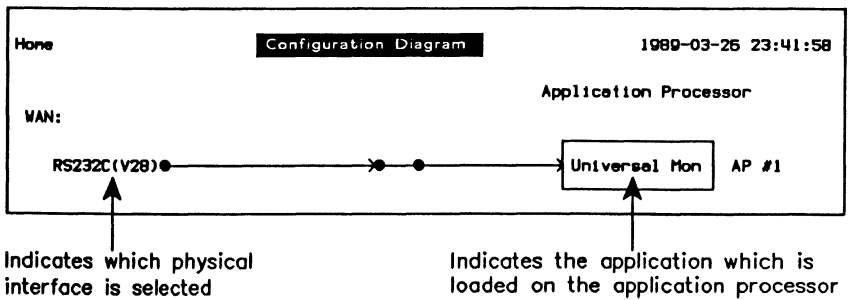 Home Configuration Diagram 1989-03-26 23:41:58
Application Processor
WAN:
RS232C(V28) Universal Mon AP #1
Indicates which physical
interface is selected
Indicates the application which is
loaded on the application processor